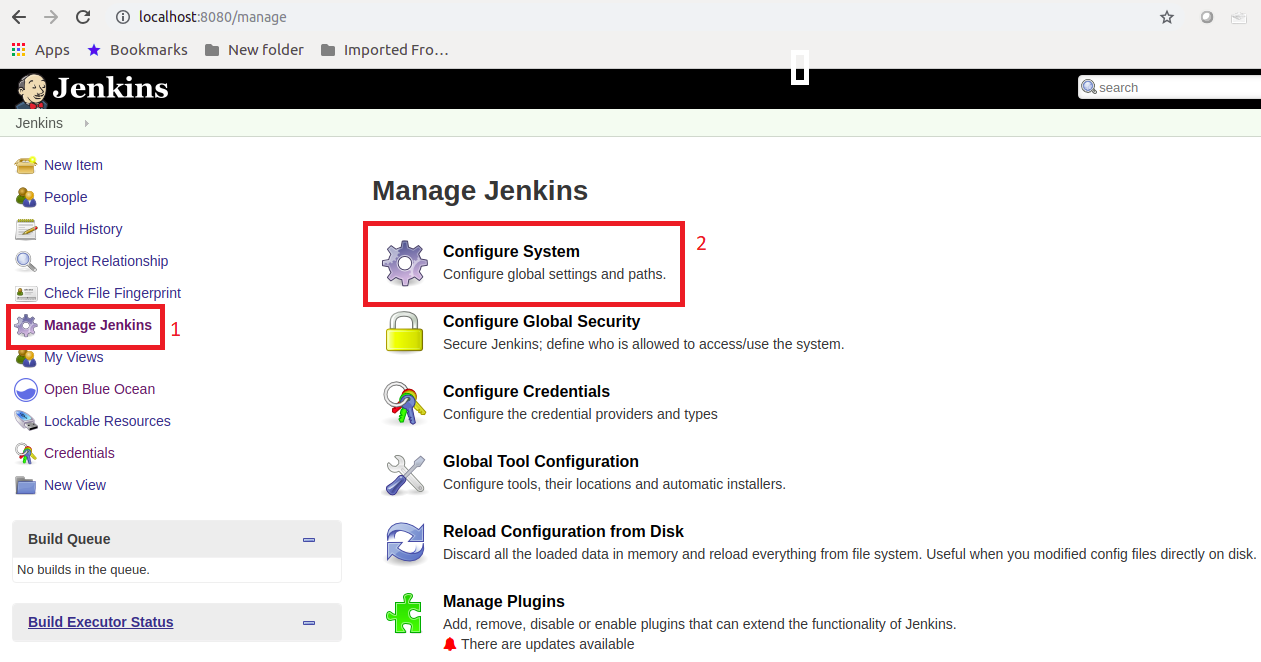 localhost:8080/manage
Apps Bookmarks New folder Imported Fro…
Jenkins
search
Jenkins
New Item
People
Build History
Project Relationship
Check File Fingerprint
Manage Jenkins 1
My Views
Open Blue Ocean
Lockable Resources
Credentials
New View
Build Queue
No builds in the queue.
Build Executor Status
Manage Jenkins
Configure System 2
Configure global settings and paths.
Configure Global Security
Secure Jenkins; define who is allowed to access/use the system.
Configure Credentials
Configure the credential providers and types
Global Tool Configuration
Configure tools, their locations and automatic installers.
Reload Configuration from Disk
Discard all the loaded data in memory and reload everything from file system. Useful when you modified config files directly on disk.
Manage Plugins
Add, remove, disable or enable plugins that can extend the functionality of Jenkins.
There are updates available